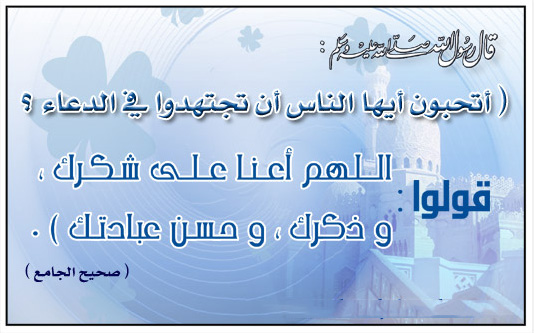 قال رسول الله صلى الله عليه وسلم :
( أتحبون أيها الناس أن تجتهدوا في الدعاء ؟
قولوا : اللهم أعنا على شكرك ،
و ذكرك ، و حسن عبادتك ) .
( صحيح الجامع )